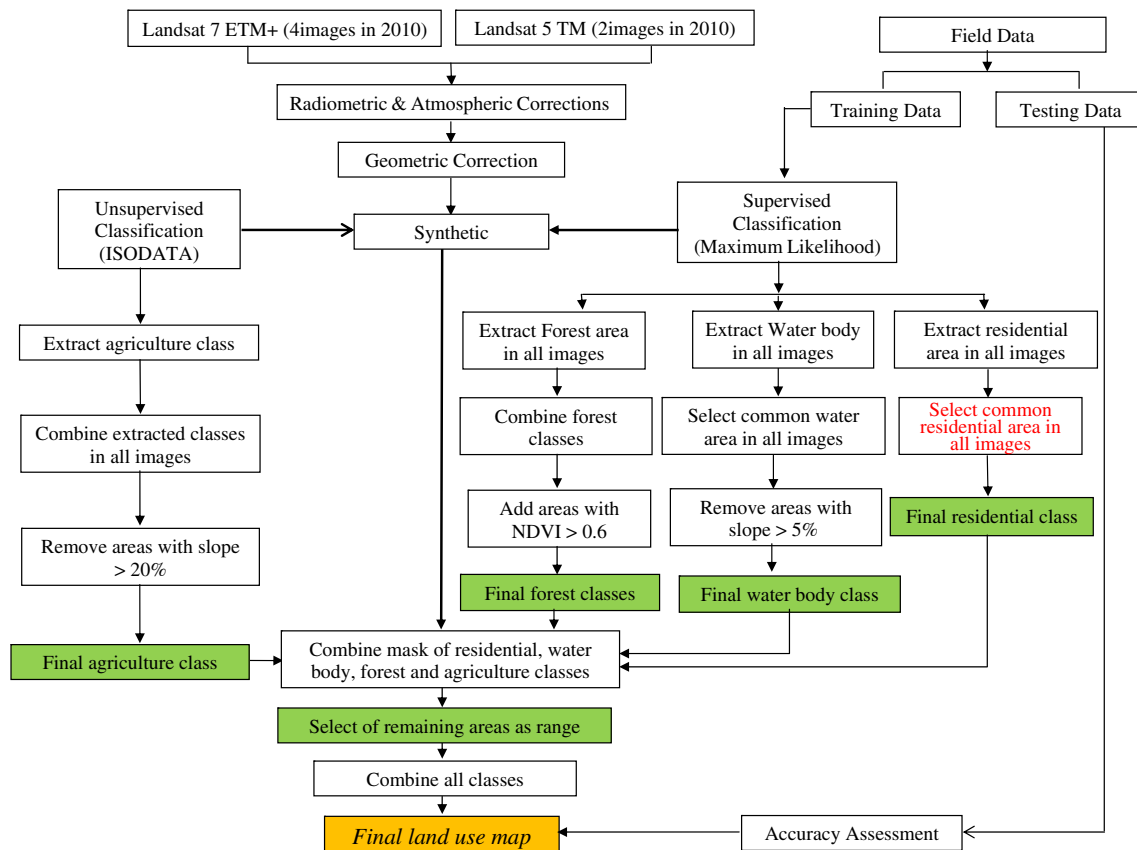 Landsat 7 ETM+ (4images in 2010)
Landsat 5 TM (2images in 2010)
Field Data
Radiometric & Atmospheric Corrections
Training Data
Testing Data
Geometric Correction
Unsupervised
Classification
(ISODATA)
Synthetic
Supervised
Classification
(Maximum Likelihood)
Extract agriculture class
Extract Forest area
in all images
Extract Water body
in all images
Extract residential
area in all images
Combine extracted classes
in all images
Combine forest
classes
Select common water
area in all images
Select common
residential area in
all images
Remove areas with slope
> 20%
Add areas with
NDVI > 0.6
Remove areas with
slope > 5%
Final residential class
Final forest classes
Final water body class
Final agriculture class
Combine mask of residential, water
body, forest and agriculture classes
Select of remaining areas as range
Combine all classes
Final land use map
Accuracy Assessment